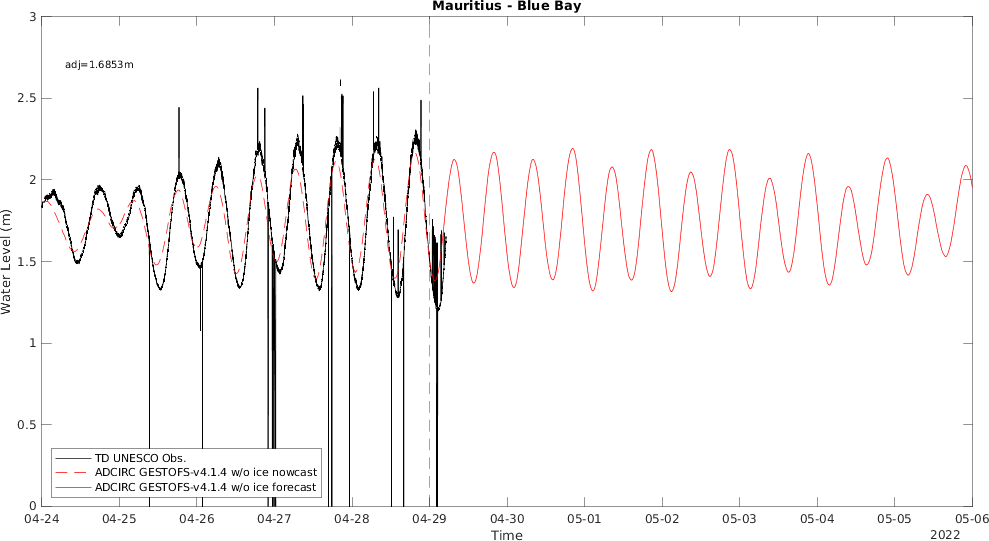 Mauritius - Blue Bay
adj=1.6853m
Water Level (m)
3
2.5
2
1.5
1
0.5
0
TD UNESCO Obs.
ADCIRC GESTOFS-v4.1.4 w/o ice nowcast
ADCIRC GESTOFS-v4.1.4 w/o ice forecast
04-24 04-25 04-26 04-27 04-28 04-29 04-30 05-01 05-02 05-03 05-04 05-05 05-06
Time
2022